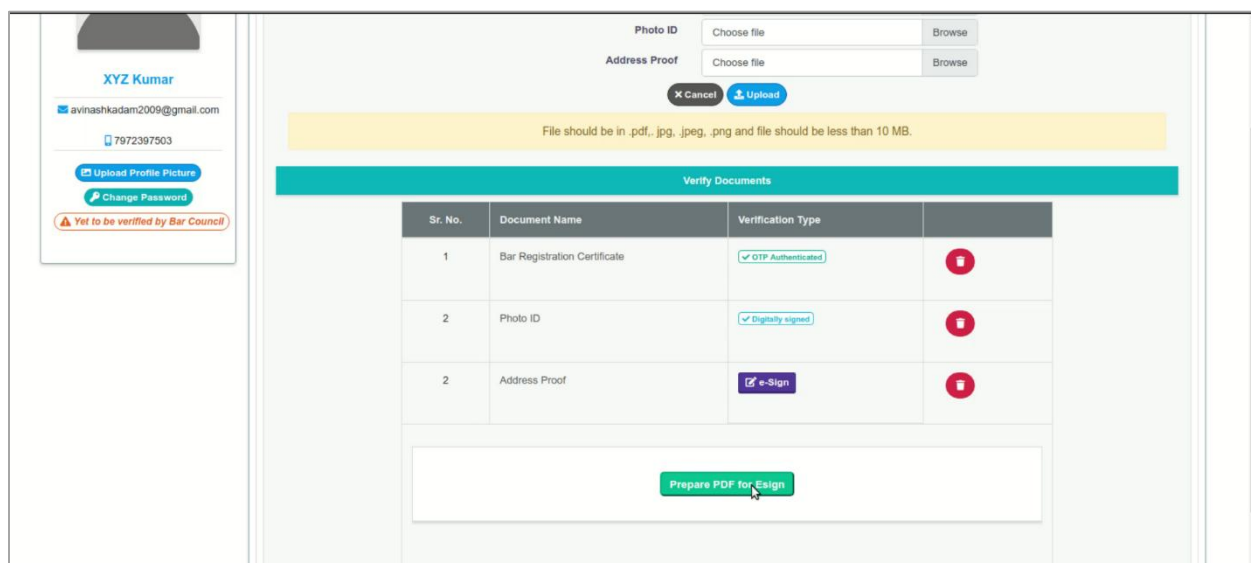 XYZ Kumar
avinashkadam2009@gmail.com
7972397503
Upload Profile Picture
Change Password
Yet to be verified by Bar Council
Photo ID Choose file Browse
Address Proof Choose file Browse
Cancel Upload
File should be in .pdf,. jpg, .jpeg, .png and file should be less than 10 MB.
Verify Documents
Sr. No. Document Name Verification Type
1 Bar Registration Certificate OTP Authenticated
2 Photo ID Digitally signed
2 Address Proof e-Sign
Prepare PDF for Esign